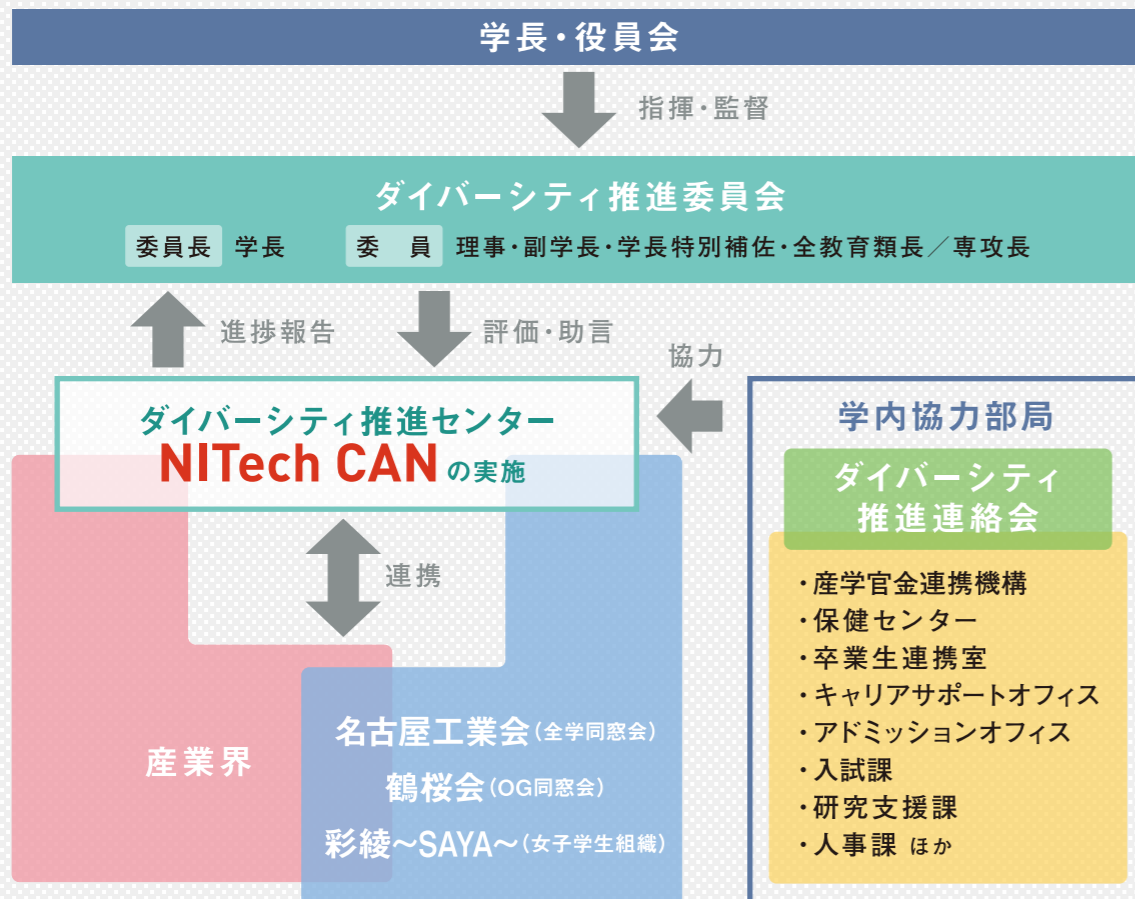 学長・役員会
指揮・監督
ダイバーシティ推進委員会
委員長 学長 委 員 理事・副学長・学長特別補佐・全教育類長／専攻長
進捗報告
評価・助言
協力
ダイバーシティ推進センター
NITech CAN の実施
連携
産業界
名古屋工業会(全学同窓会)
鶴桜会(OG同窓会)
彩綾〜SAYA〜(女子学生組織)
学内協力部局
ダイバーシティ
推進連絡会
・産学官金連携機構
・保健センター
・卒業生連携室
・キャリアサポートオフィス
・アドミッションオフィス
・入試課
・研究支援課
・人事課 ほか